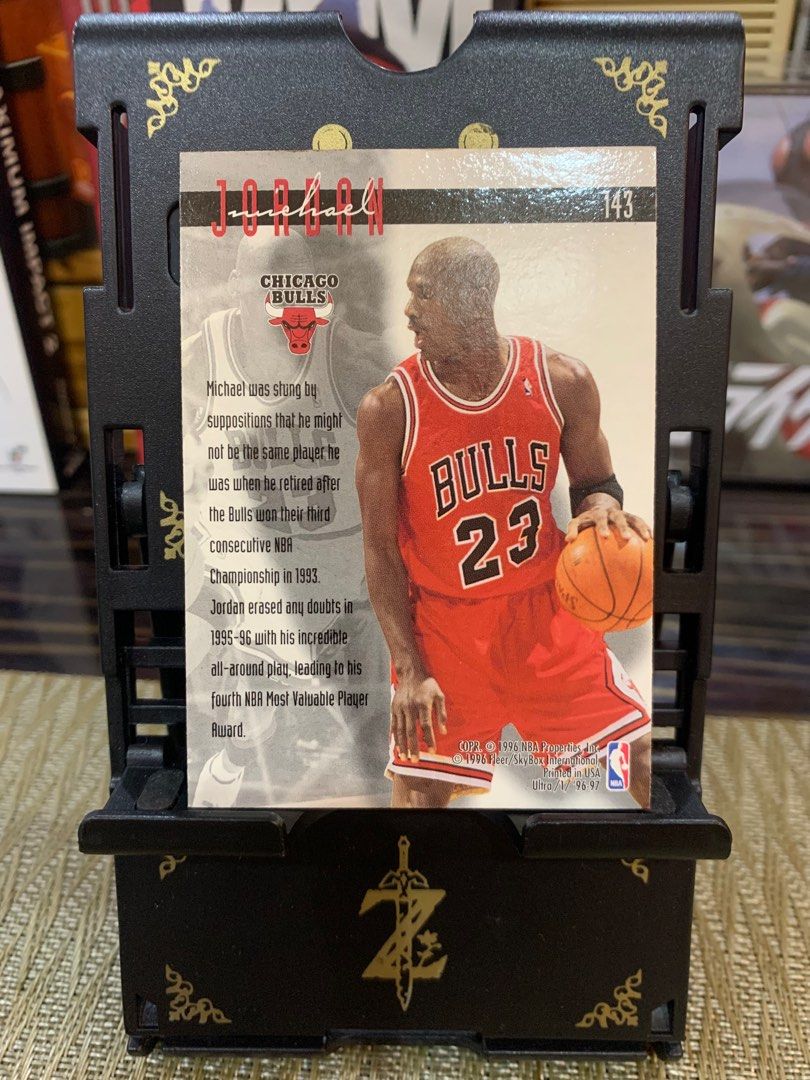 JORDAN
michael
143
CHICAGO
BULLS
Michael was stung by
suppositions that he might
not be the same player he
was when he retired after
the Bulls won their third
consecutive NBA
Championship in 1993.
Jordan erased any doubts in
1995-96 with his incredible
all-around play, leading to his
fourth NBA Most Valuable Player
Award.
BULLS
23
COPR. © 1996 NBA Properties, Inc.
© 1996 Fleer/SkyBox International
Printed in USA
Ultra /1/ '96-97
NBA
Z
XIMUM IMPACT